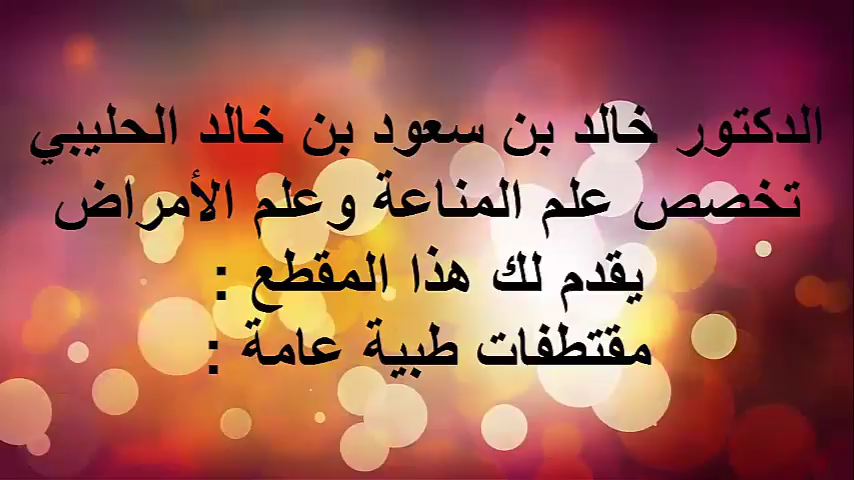 الدكتور خالد بن سعود بن خالد الحليبي
تخصص علم المناعة وعلم الأمراض
يقدم لك هذا المقطع :
مقتطفات طبية عامة :